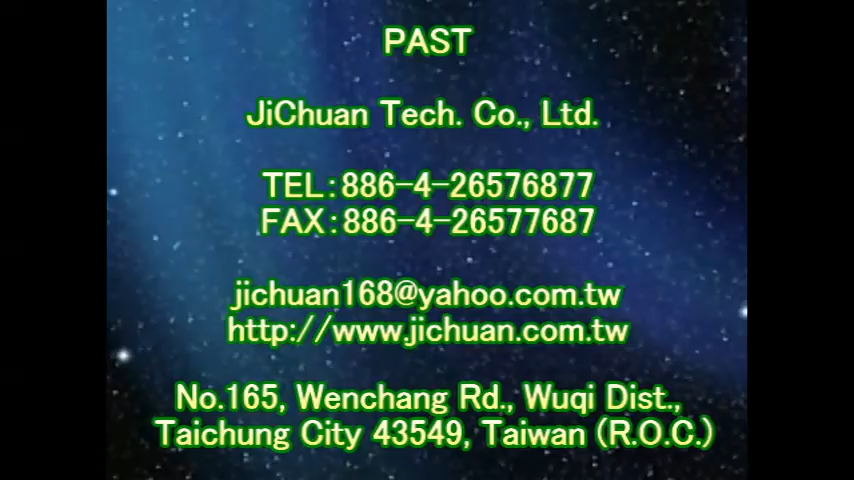 PAST
JiChuan Tech. Co., Ltd.
TEL:886-4-26576877
FAX:886-4-26577687
jichuan168@yahoo.com.tw
http://www.jichuan.com.tw
No.165, Wenchang Rd., Wuqi Dist.,
Taichung City 43549, Taiwan (R.O.C.)